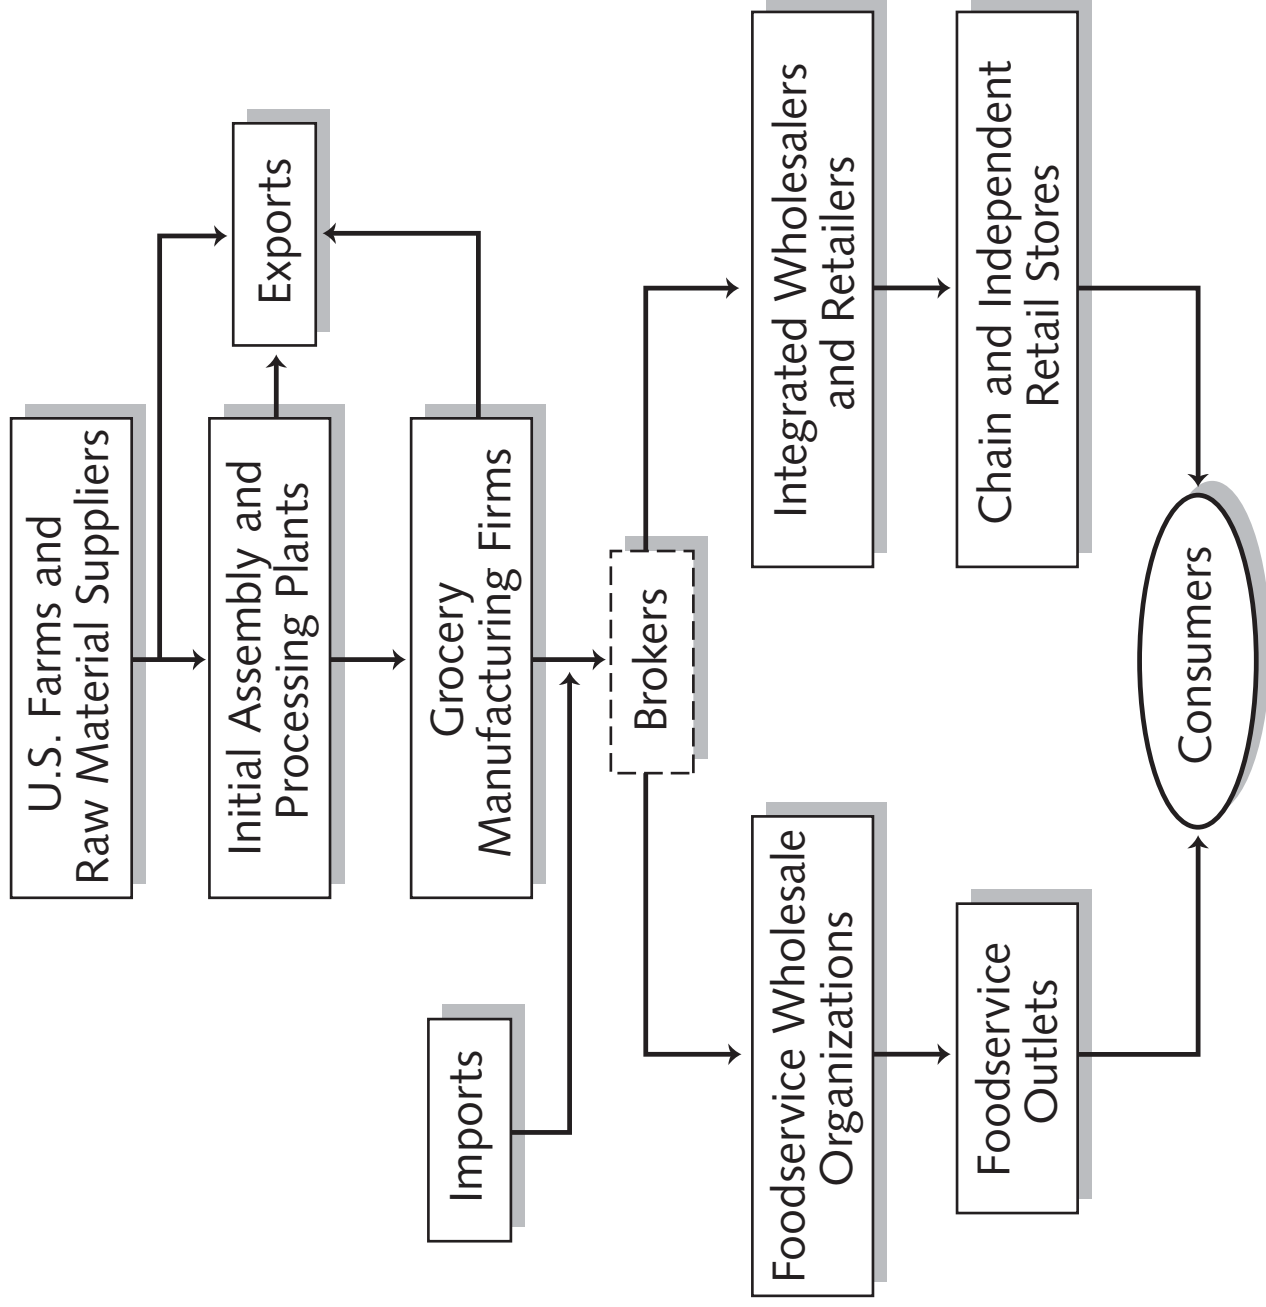 U.S. Farms and
Raw Material Suppliers
Exports
Initial Assembly and
Processing Plants
Grocery
Manufacturing Firms
Imports
Brokers
Foodservice Wholesale
Organizations
Integrated Wholesalers
and Retailers
Foodservice
Outlets
Chain and Independent
Retail Stores
Consumers